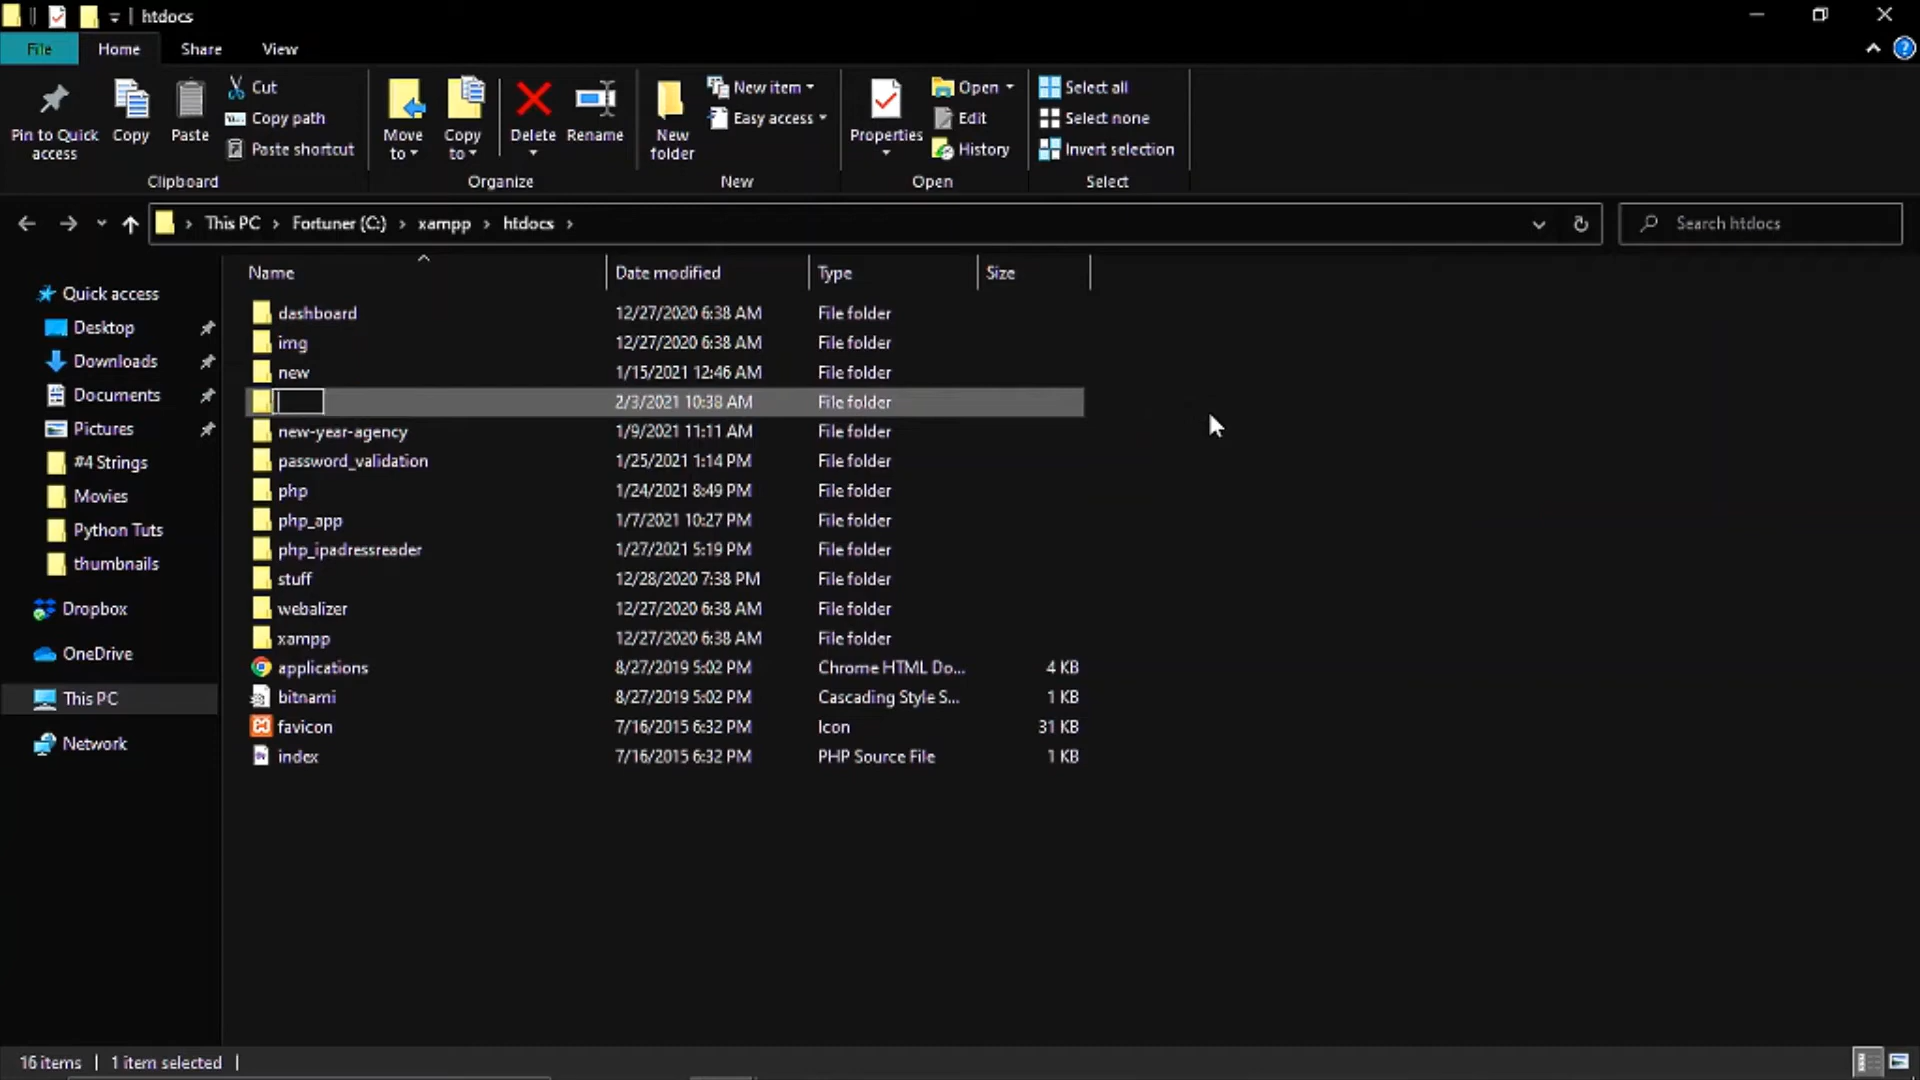 htdocs
File Home Share View
Pin to Quick access
Copy
Paste
Cut
Copy path
Paste shortcut
Clipboard
Move to
Copy to
Delete
Rename
Organize
New folder
New item
Easy access
New
Properties
Open
Edit
History
Open
Select all
Select none
Invert selection
Select
This PC > Fortuner (C:) > xampp > htdocs >
Search htdocs
Quick access
Desktop
Downloads
Documents
Pictures
#4 Strings
Movies
Python Tuts
thumbnails
Dropbox
OneDrive
This PC
Network
Name Date modified Type Size
dashboard 12/27/2020 6:38 AM File folder
img 12/27/2020 6:38 AM File folder
new 1/15/2021 12:46 AM File folder
2/3/2021 10:38 AM File folder
new-year-agency 1/9/2021 11:11 AM File folder
password_validation 1/25/2021 1:14 PM File folder
php 1/24/2021 8:49 PM File folder
php_app 1/7/2021 10:27 PM File folder
php_ipadressreader 1/27/2021 5:19 PM File folder
stuff 12/28/2020 7:38 PM File folder
webalizer 12/27/2020 6:38 AM File folder
xampp 12/27/2020 6:38 AM File folder
applications 8/27/2019 5:02 PM Chrome HTML Do... 4 KB
bitnami 8/27/2019 5:02 PM Cascading Style S... 1 KB
favicon 7/16/2015 6:32 PM Icon 31 KB
index 7/16/2015 6:32 PM PHP Source File 1 KB
16 items 1 item selected